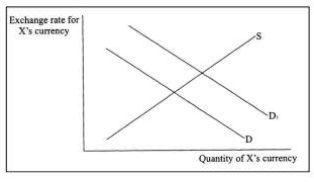 Exchange rate for
X's currency
S
D₁
D
Quantity of X's currency